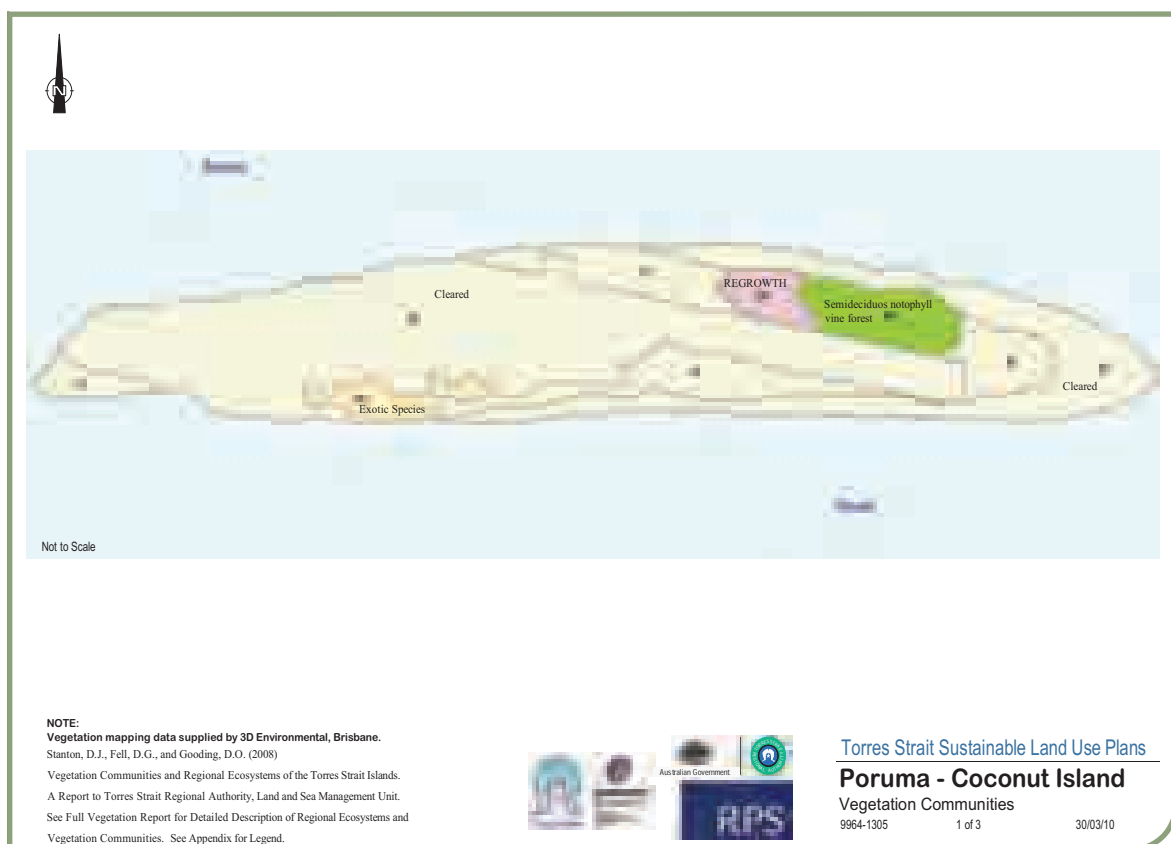 N
Cleared
REGROWTH
Semideciduos notophyll
vine forest
Exotic Species
Cleared
Not to Scale
NOTE:
Vegetation mapping data supplied by 3D Environmental, Brisbane.
Stanton, D.J., Fell, D.G., and Gooding, D.O. (2008)
Vegetation Communities and Regional Ecosystems of the Torres Strait Islands.
A Report to Torres Strait Regional Authority, Land and Sea Management Unit.
See Full Vegetation Report for Detailed Description of Regional Ecosystems and
Vegetation Communities. See Appendix for Legend.
Australian Government
RPS
Torres Strait Sustainable Land Use Plans
Poruma - Coconut Island
Vegetation Communities
9964-1305 1 of 3 30/03/10